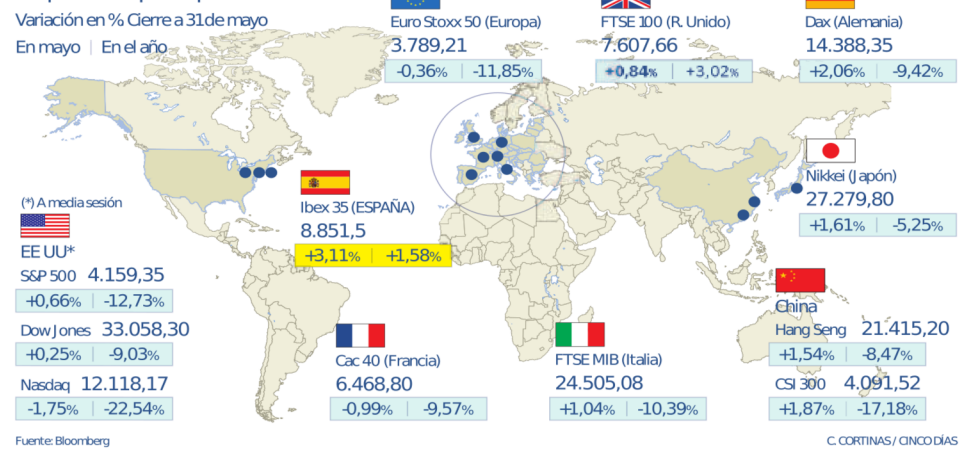 Variación en % Cierre a 31 de mayo
En mayo | En el año
Euro Stoxx 50 (Europa)
3.789,21
-0,36% | -11,85%
FTSE 100 (R. Unido)
7.607,66
+0,84% | +3,02%
Dax (Alemania)
14.388,35
+2,06% | -9,42%
Nikkei (Japón)
27.279,80
+1,61% | -5,25%
Ibex 35 (ESPAÑA)
8.851,5
+3,11% | +1,58%
(*) A media sesión
EE UU*
S&P 500 4.159,35
+0,66% | -12,73%
Dow Jones 33.058,30
+0,25% | -9,03%
Nasdaq 12.118,17
-1,75% | -22,54%
Cac 40 (Francia)
6.468,80
-0,99% | -9,57%
FTSE MIB (Italia)
24.505,08
+1,04% | -10,39%
China
Hang Seng 21.415,20
+1,54% | -8,47%
CSI 300 4.091,52
+1,87% | -17,18%
Fuente: Bloomberg
C. CORTINAS / CINCO DÍAS